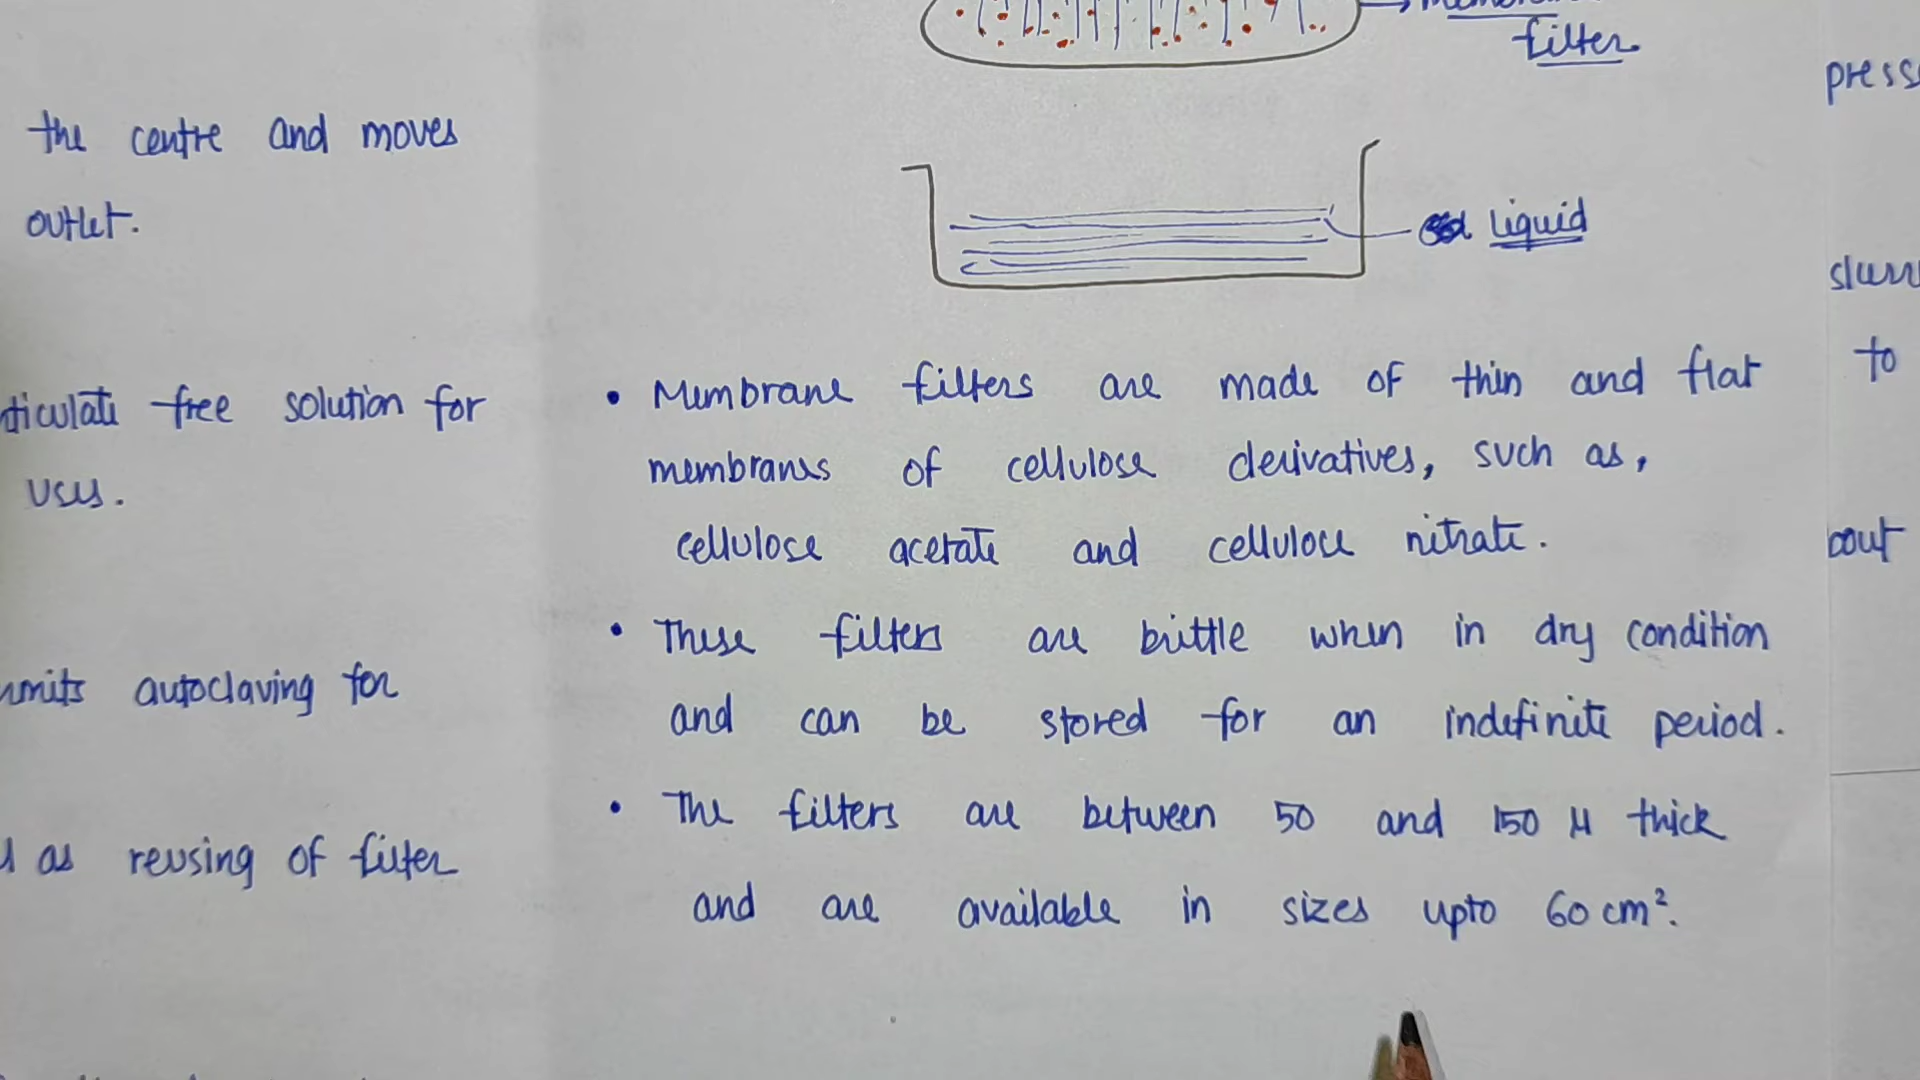 filter
the centre and moves
outlet.
Liquid
free solution for
uses.
autoclaving for
as reusing of filter
• Membrane filters are made of thin and flat
membranes of cellulose derivatives, such as,
cellulose acetate and cellulose nitrate.
• These filters are brittle when in dry condition
and can be stored for an indefinite period.
• The filters are between 50 and 150 μ thick
and are available in sizes upto 60 cm².
to